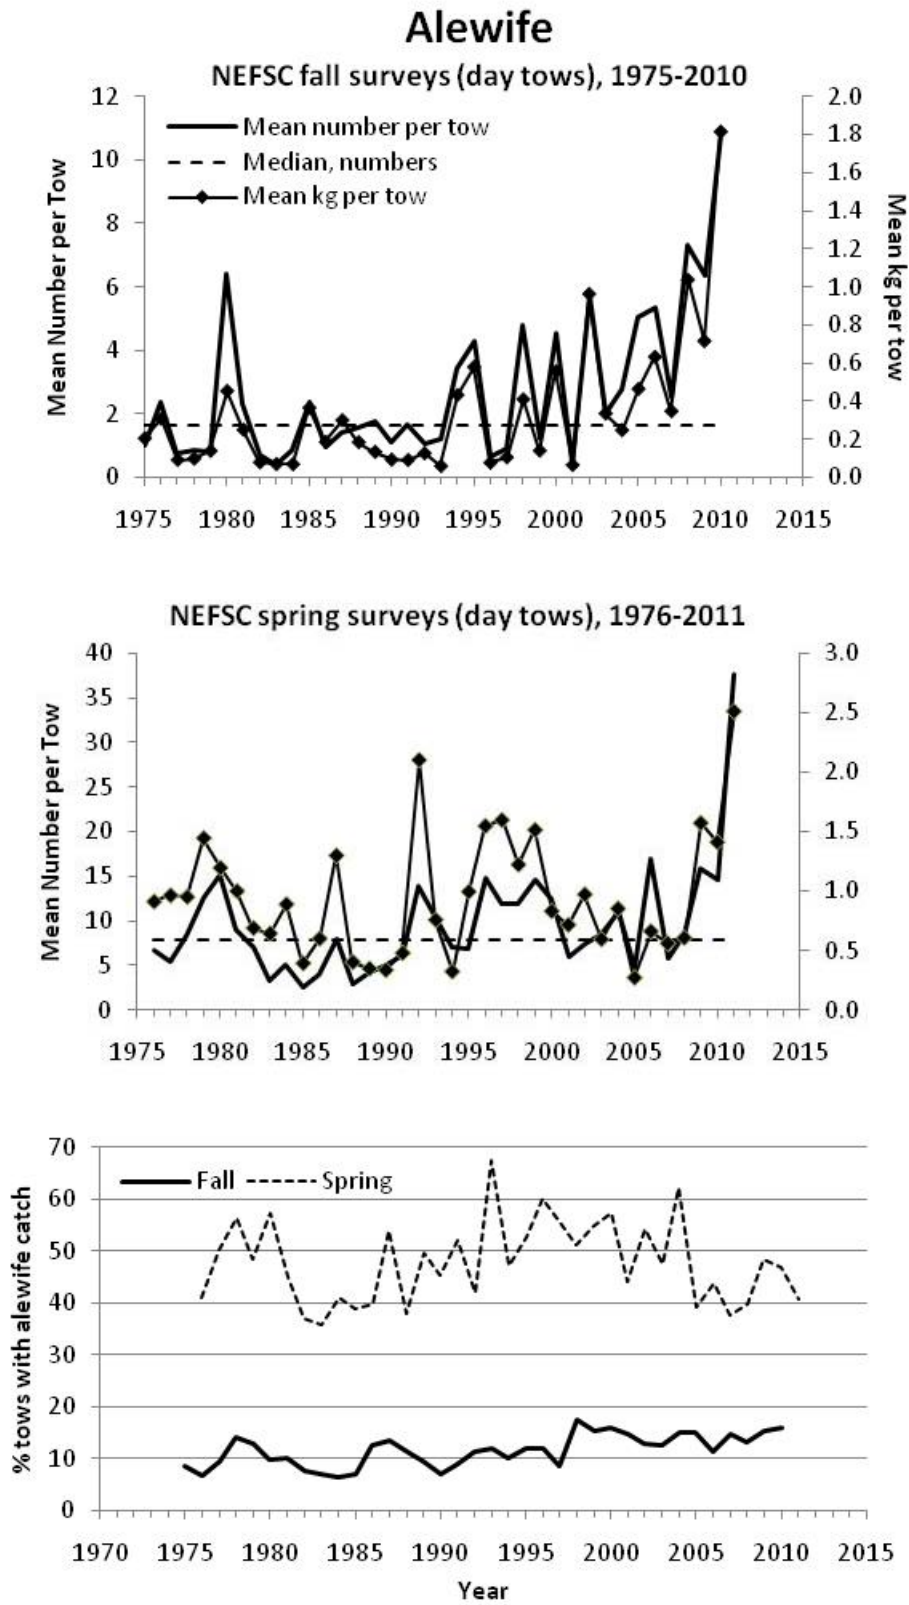 Alewife
NEFSC fall surveys (day tows), 1975-2010
Mean number per tow
Median, numbers
Mean kg per tow
Mean Number per Tow
12
10
8
6
4
2
0
2.0
1.8
1.6
1.4
1.2
1.0
0.8
0.6
0.4
0.2
0.0
Mean kg per tow
1975 1980 1985 1990 1995 2000 2005 2010 2015
NEFSC spring surveys (day tows), 1976-2011
Mean Number per Tow
40
35
30
25
20
15
10
5
0
3.0
2.5
2.0
1.5
1.0
0.5
0.0
1975 1980 1985 1990 1995 2000 2005 2010 2015
% tows with alewife catch
70
60
50
40
30
20
10
0
Fall Spring
1970 1975 1980 1985 1990 1995 2000 2005 2010 2015
Year